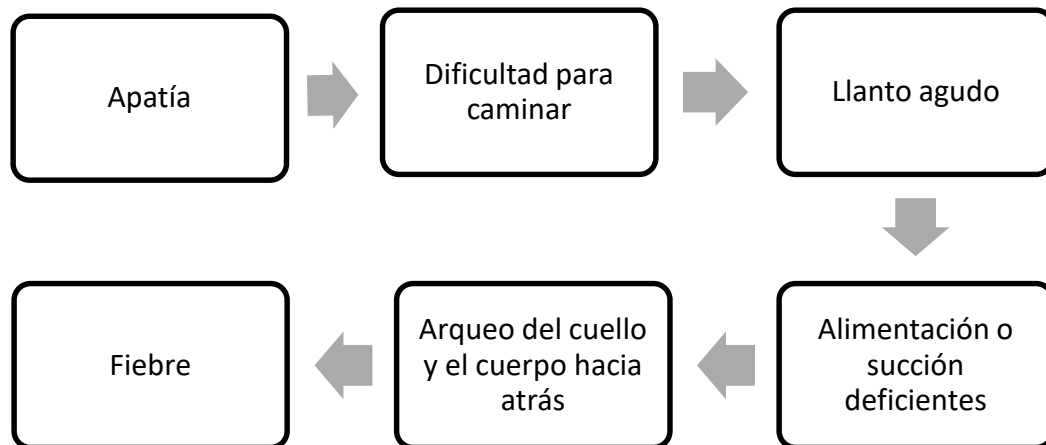 Apatía
Dificultad para
caminar
Llanto agudo
Alimentación o
succión
deficientes
Arqueo del cuello
y el cuerpo hacia
atrás
Fiebre